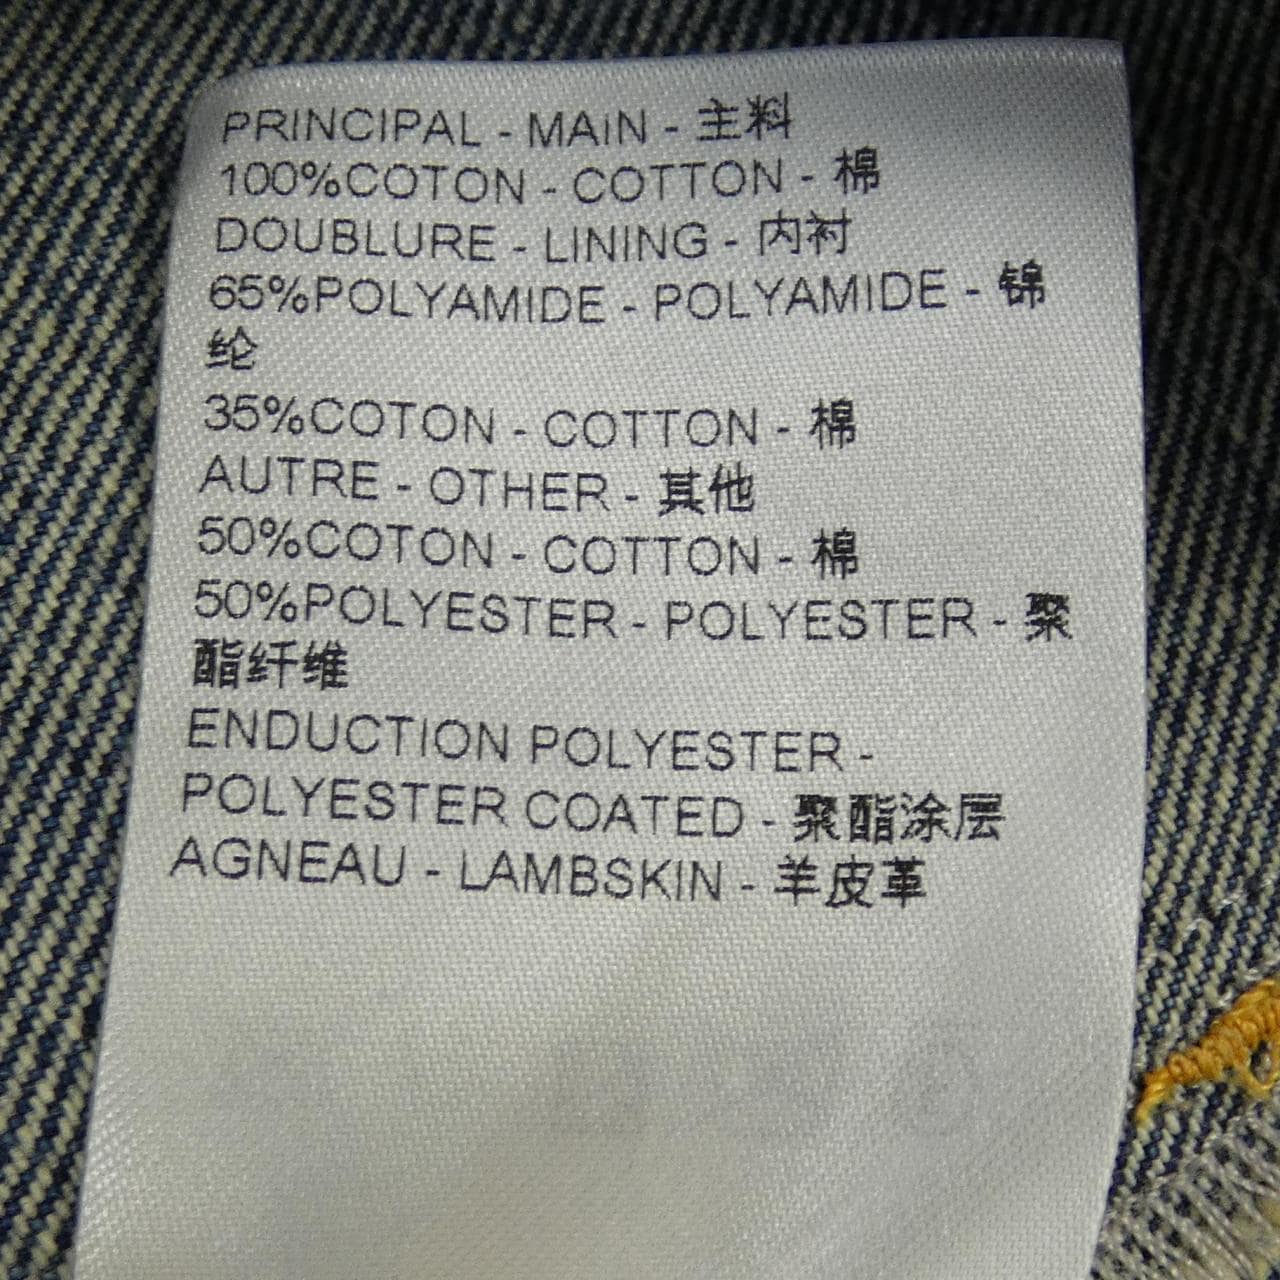 PRINCIPAL - MAIN - 主料
100%COTON - COTTON - 棉
DOUBLURE - LINING - 内衬
65%POLYAMIDE - POLYAMIDE - 锦
纶
35%COTON - COTTON - 棉
AUTRE - OTHER - 其他
50%COTON - COTTON - 棉
50%POLYESTER - POLYESTER - 聚
酯纤维
ENDUCTION POLYESTER -
POLYESTER COATED - 聚酯涂层
AGNEAU - LAMBSKIN - 羊皮革